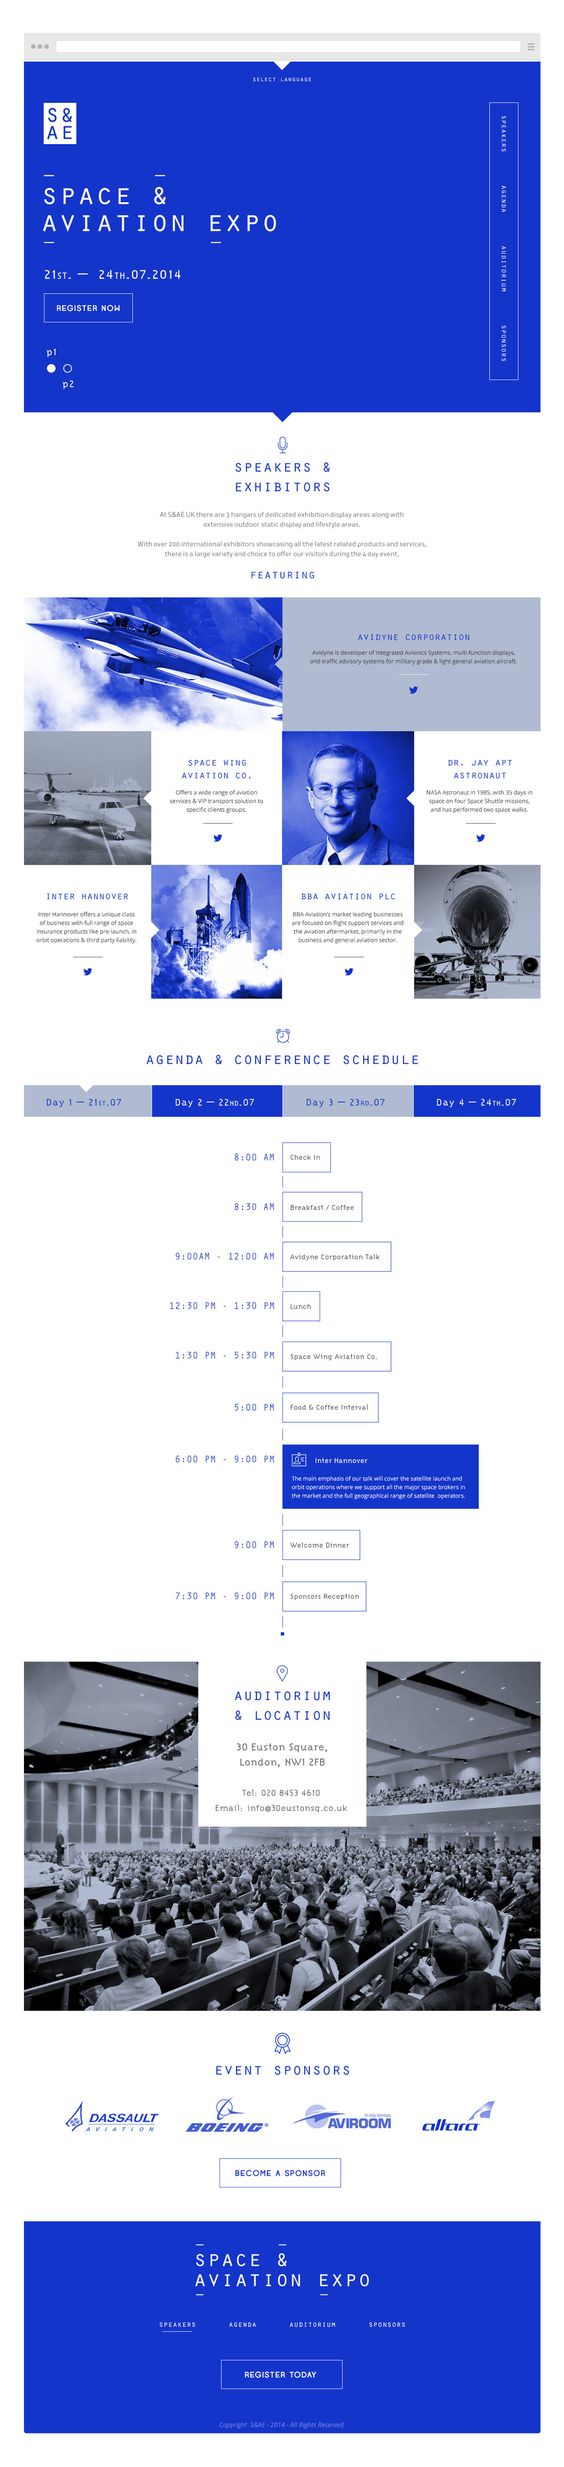 SELECT LANGUAGE
S&
AE
SPACE &
AVIATION EXPO
21ST. — 24TH.07.2014
REGISTER NOW
p1
p2
SPEAKERS
AGENDA
AUDITORIUM
SPONSORS
SPEAKERS &
EXHIBITORS
At S&AE UK there are 3 hangars of dedicated exhibition display areas along with
extensive outdoor static display and lifestyle areas.
With over 200 international exhibitors showcasing all the latest related products and services,
there is a large variety and choice to offer our visitors during the 4 day event.
FEATURING
AVIDYNE CORPORATION
Avidyne is developer of Integrated Avionics Systems, multi-function displays,
and traffic advisory systems for military grade & light general aviation aircraft.
SPACE WING
AVIATION CO.
Offers a wide range of aviation
services & VIP transport solution to
specific clients groups.
DR. JAY APT
ASTRONAUT
NASA Astronaut in 1985, with 35 days in
space on four Space Shuttle missions,
and has performed two space walks.
INTER HANNOVER
Inter Hannover offers a unique class
of business with full range of space
insurance products like pre-launch, in
orbit operations & third party liability.
BBA AVIATION PLC
BBA Aviation's market leading businesses
are focused on flight support services and
the aviation aftermarket, primarily in the
business and general aviation sector.
AGENDA & CONFERENCE SCHEDULE
Day 1 — 21ST.07
Day 2 — 22ND.07
Day 3 — 23RD.07
Day 4 — 24TH.07
8:00 AM Check In
8:30 AM Breakfast / Coffee
9:00AM - 12:00 AM Avidyne Corporation Talk
12:30 PM - 1:30 PM Lunch
1:30 PM - 5:30 PM Space Wing Aviation Co.
5:00 PM Food & Coffee Interval
6:00 PM - 9:00 PM Inter Hannover
The main emphasis of our talk will cover the satellite launch and
orbit operations where we support all the major space brokers in
the market and the full geographical range of satellite operators.
9:00 PM Welcome Dinner
7:30 PM - 9:00 PM Sponsors Reception
AUDITORIUM
& LOCATION
30 Euston Square,
London, NW1 2FB
Tel: 020 8453 4610
Email: info@30eustonsq.co.uk
EVENT SPONSORS
DASSAULT
AVIATION
BOEING®
AVIROOM
altara
BECOME A SPONSOR
SPACE &
AVIATION EXPO
SPEAKERS
AGENDA
AUDITORIUM
SPONSORS
REGISTER TODAY
Copyright S&AE - 2014 - All Rights Reserved.